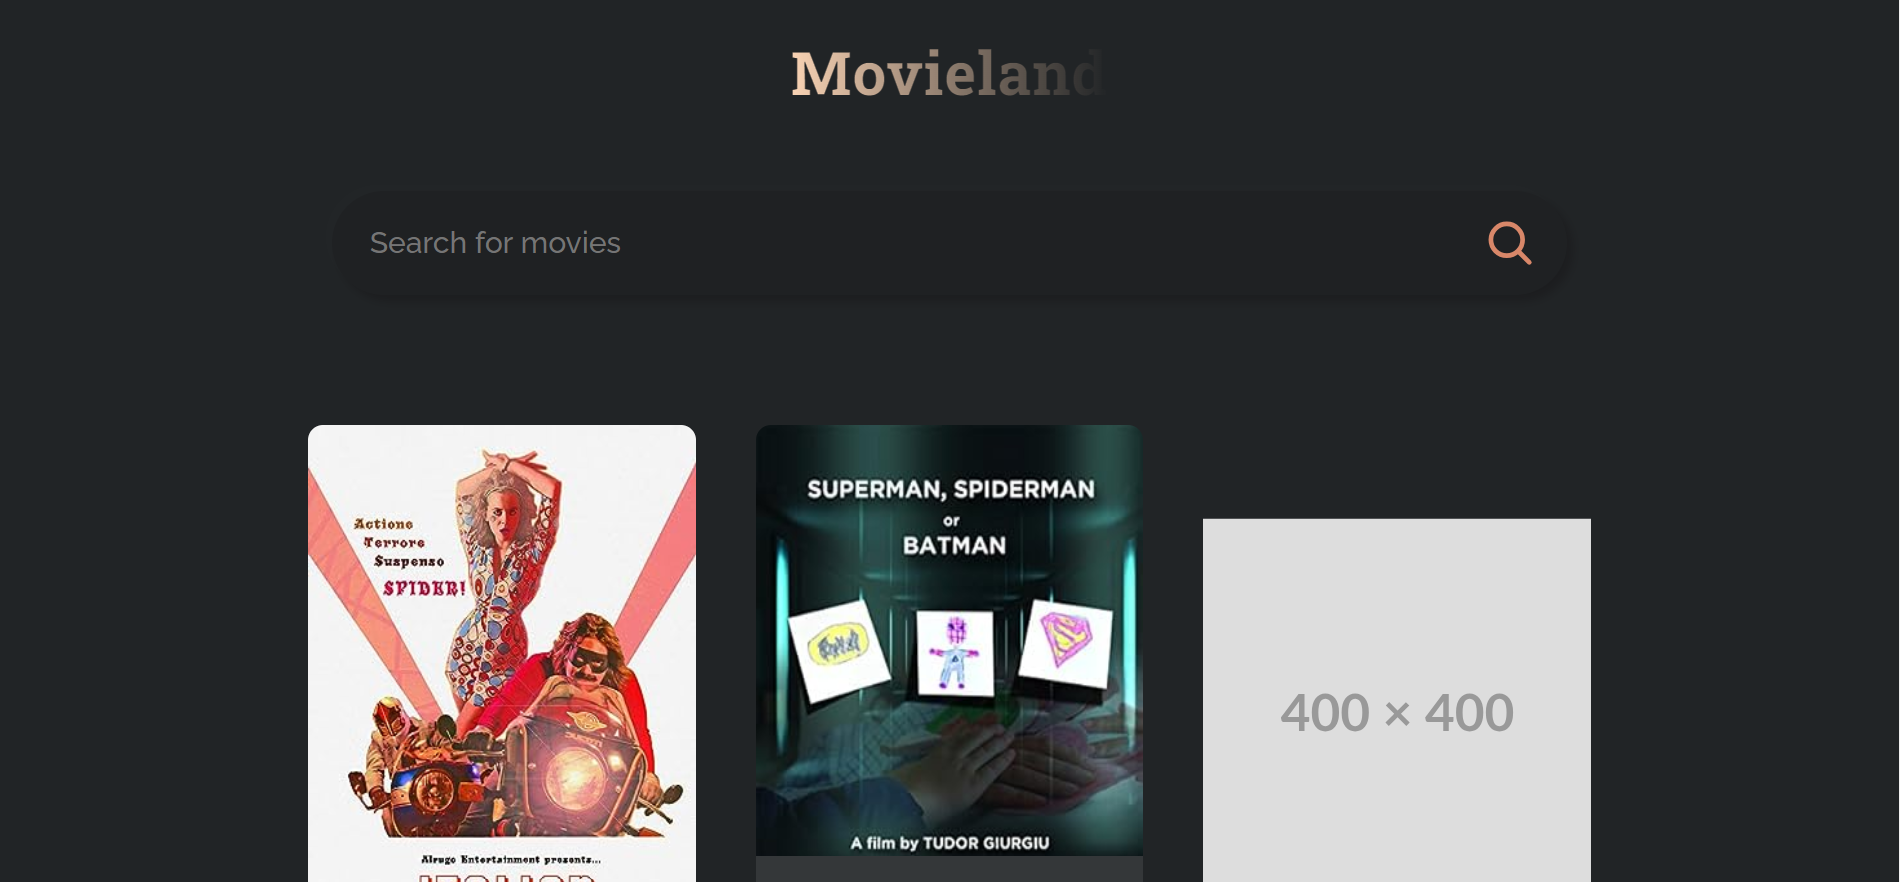 Movieland
Search for movies
Actione
Terrore
Suspenso
SPIDER!
Alrugo Entertainment presents...
SUPERMAN, SPIDERMAN
or
BATMAN
A film by TUDOR GIURGIU
400 × 400